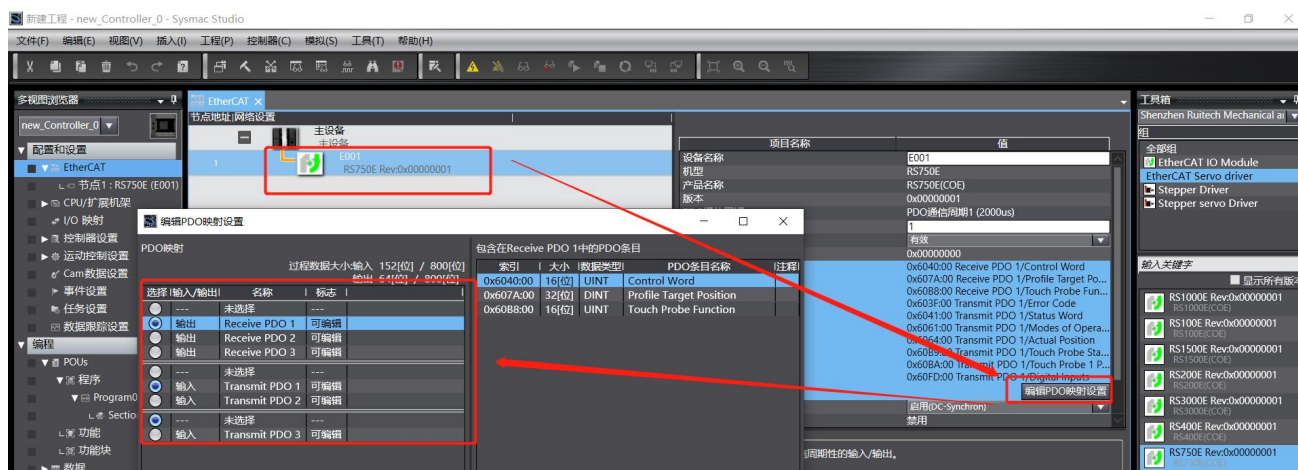 新建工程 - new_Controller_0 - Sysmac Studio
文件(F) 编辑(E) 视图(V) 插入(I) 工程(P) 控制器(C) 模拟(S) 工具(T) 帮助(H)
多视图浏览器
new_Controller_0
配置和设置
EtherCAT
节点1 : RS750E (E001)
CPU/扩展机架
I/O 映射
控制器设置
运动控制设置
Cam数据设置
事件设置
任务设置
数据跟踪设置
编程
POUs
程序
Program0
Sectio
功能
功能块
数据
EtherCAT
节点地址|网络设置
主设备
主设备
1
E001
RS750E Rev:0x00000001
项目名称 值
设备名称 E001
机型 RS750E
产品名称 RS750E(COE)
版本 0x00000001
PDO通信周期1 (2000us)
1
有效
0x00000000
0x6040:00 Receive PDO 1/Control Word
0x607A:00 Receive PDO 1/Profile Target Po...
0x60B8:00 Receive PDO 1/Touch Probe Fun...
0x603F:00 Transmit PDO 1/Error Code
0x6041:00 Transmit PDO 1/Status Word
0x6061:00 Transmit PDO 1/Modes of Opera...
0x6064:00 Transmit PDO 1/Actual Position
0x60B9:00 Transmit PDO 1/Touch Probe Sta...
0x60BA:00 Transmit PDO 1/Touch Probe 1 P...
0x60FD:00 Transmit PDO 1/Digital Inputs
编辑PDO映射设置
启用(DC-Synchron)
禁用
周期性的输入/输出。
编辑PDO映射设置
PDO映射
过程数据大小:输入 152[位] / 800[位]
输出 64[位] / 800[位]
选择 输入/输出 名称 标志
--- 未选择 ---
输出 Receive PDO 1 可编辑
输出 Receive PDO 2 可编辑
输出 Receive PDO 3 可编辑
--- 未选择 ---
输入 Transmit PDO 1 可编辑
输入 Transmit PDO 2 可编辑
--- 未选择 ---
输入 Transmit PDO 3 可编辑
包含在Receive PDO 1中的PDO条目
索引 大小 数据类型 PDO条目名称 注释
0x6040:00 16[位] UINT Control Word
0x607A:00 32[位] DINT Profile Target Position
0x60B8:00 16[位] UINT Touch Probe Function
工具箱
Shenzhen Ruitech Mechanical a
组
全部组
EtherCAT IO Module
EtherCAT Servo driver
Stepper Driver
Stepper servo Driver
输入关键字
显示所有版
RS1000E Rev:0x00000001
RS1000E(COE)
RS100E Rev:0x00000001
RS100E(COE)
RS1500E Rev:0x00000001
RS1500E(COE)
RS200E Rev:0x00000001
RS200E(COE)
RS3000E Rev:0x00000001
RS3000E(COE)
RS400E Rev:0x00000001
RS400E(COE)
RS750E Rev:0x00000001
RS750E(COE)